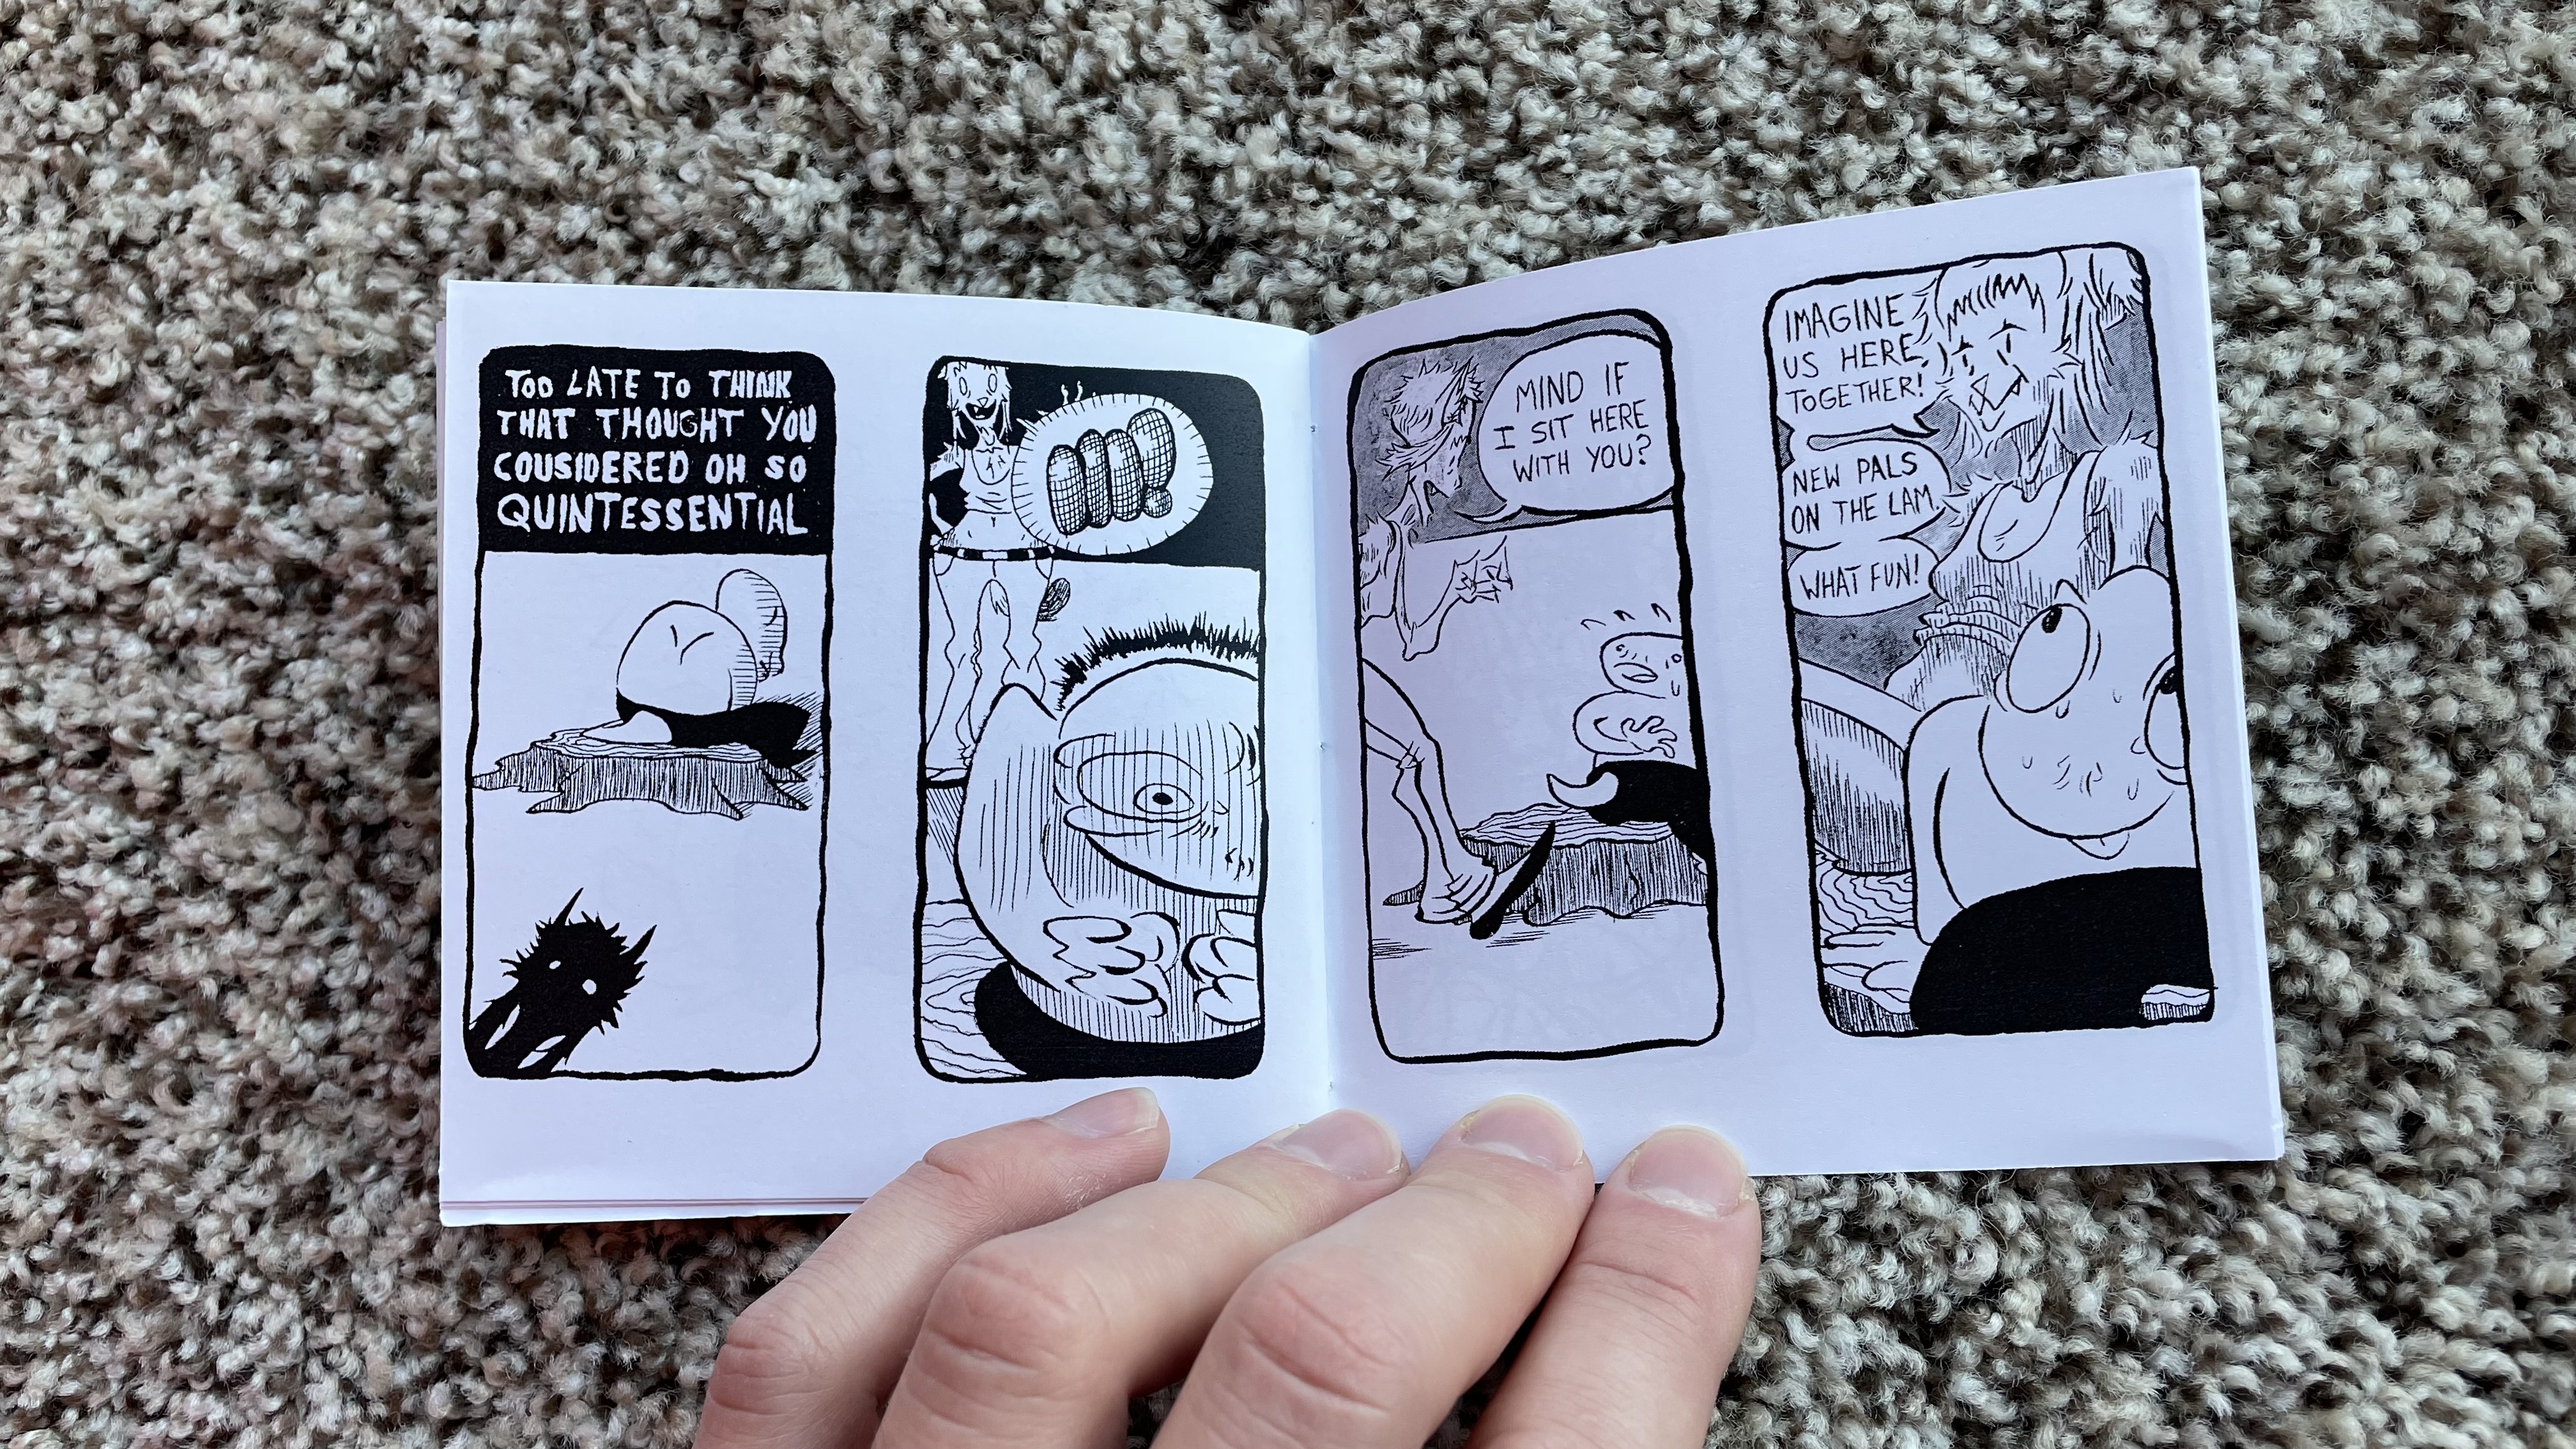 TOO LATE TO THINK
THAT THOUGHT YOU
COUSIDERED OH SO
QUINTESSENTIAL
MIND IF
I SIT HERE
WITH YOU?
IMAGINE
US HERE,
TOGETHER!
NEW PALS
ON THE LAM.
WHAT FUN!